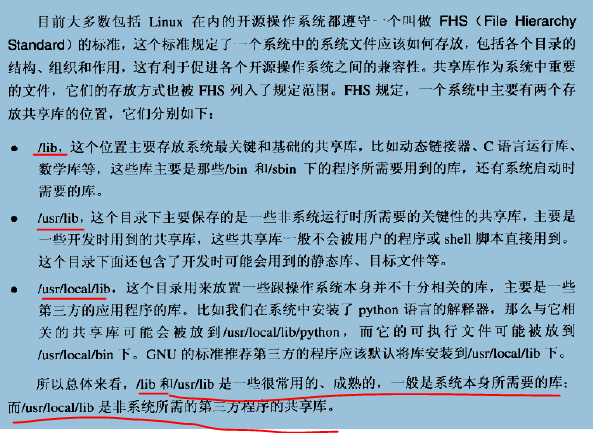 目前大多数包括 Linux 在内的开源操作系统都遵守一个叫做 FHS（File Hierarchy
Standard）的标准，这个标准规定了一个系统中的系统文件应该如何存放，包括各个目录的
结构、组织和作用，这有利于促进各个开源操作系统之间的兼容性。共享库作为系统中重要
的文件，它们的存放方式也被 FHS 列入了规定范围。FHS 规定，一个系统中主要有两个存
放共享库的位置，它们分别如下：
● /lib，这个位置主要存放系统最关键和基础的共享库，比如动态链接器、C 语言运行库、
数学库等，这些库主要是那些/bin 和/sbin 下的程序所需要用到的库，还有系统启动时
需要的库。
● /usr/lib，这个目录下主要保存的是一些非系统运行时所需要的关键性的共享库，主要是
一些开发时用到的共享库，这些共享库一般不会被用户的程序或 shell 脚本直接用到。
这个目录下面还包含了开发时可能会用到的静态库、目标文件等。
● /usr/local/lib，这个目录用来放置一些跟操作系统本身并不十分相关的库，主要是一些
第三方的应用程序的库。比如我们在系统中安装了 python 语言的解释器，那么与它相
关的共享库可能会被放到/usr/local/lib/python，而它的可执行文件可能被放到
/usr/local/bin 下。GNU 的标准推荐第三方的程序应该默认将库安装到/usr/local/lib 下。
所以总体来看，/lib 和/usr/lib 是一些很常用的、成熟的，一般是系统本身所需要的库；
而/usr/local/lib 是非系统所需的第三方程序的共享库。